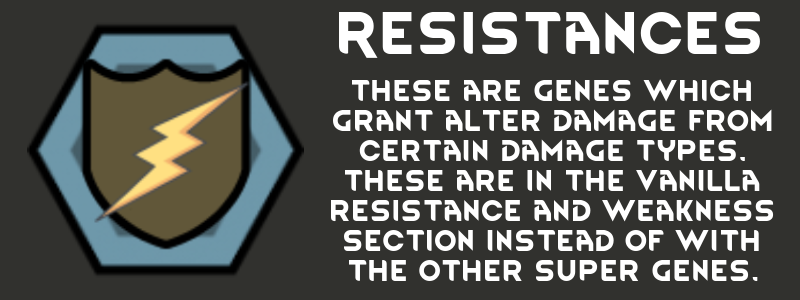 RESISTANCES
THESE ARE GENES WHICH
GRANT ALTER DAMAGE FROM
CERTAIN DAMAGE TYPES.
THESE ARE IN THE VANILLA
RESISTANCE AND WEAKNESS
SECTION INSTEAD OF WITH
THE OTHER SUPER GENES.